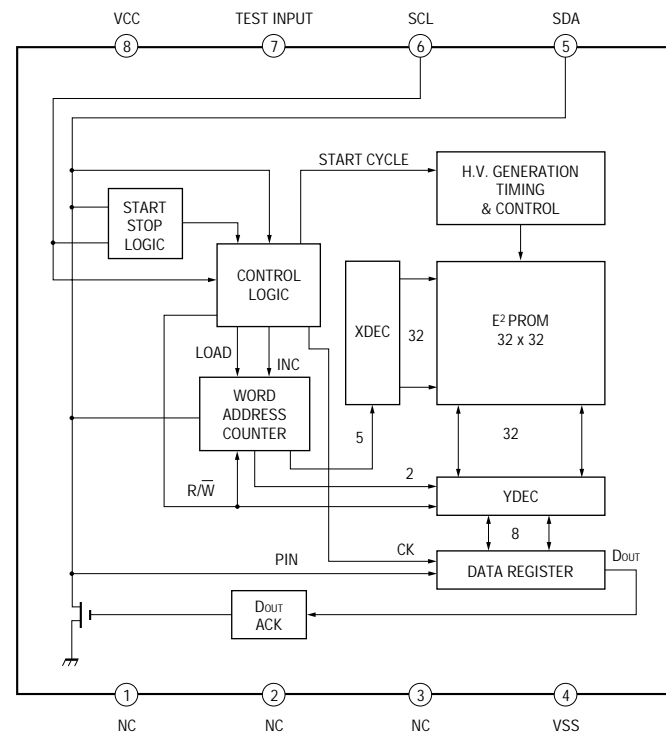 VCC TEST INPUT SCL SDA
8 7 6 5
START CYCLE
H.V. GENERATION
TIMING
& CONTROL
START
STOP
LOGIC
CONTROL
LOGIC
XDEC
32
E² PROM
32 x 32
LOAD
INC
WORD
ADDRESS
COUNTER
5
32
R/W̅
2
YDEC
8
PIN
CK
DATA REGISTER
DOUT
DOUT
ACK
1 2 3 4
NC NC NC VSS